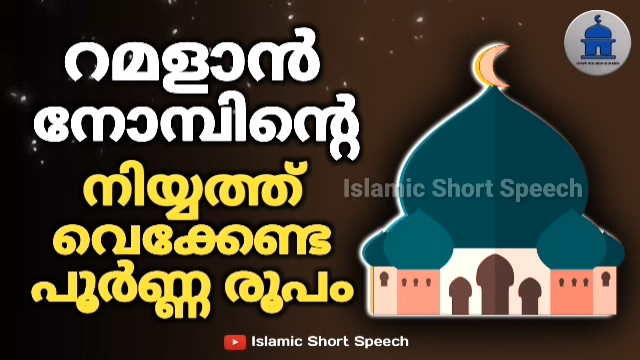 റമളാൻ
നോമ്പിന്റെ
നിയ്യത്ത്
വെക്കേണ്ട
പൂർണ്ണ രൂപം
Islamic Short Speech
Islamic Short Speech